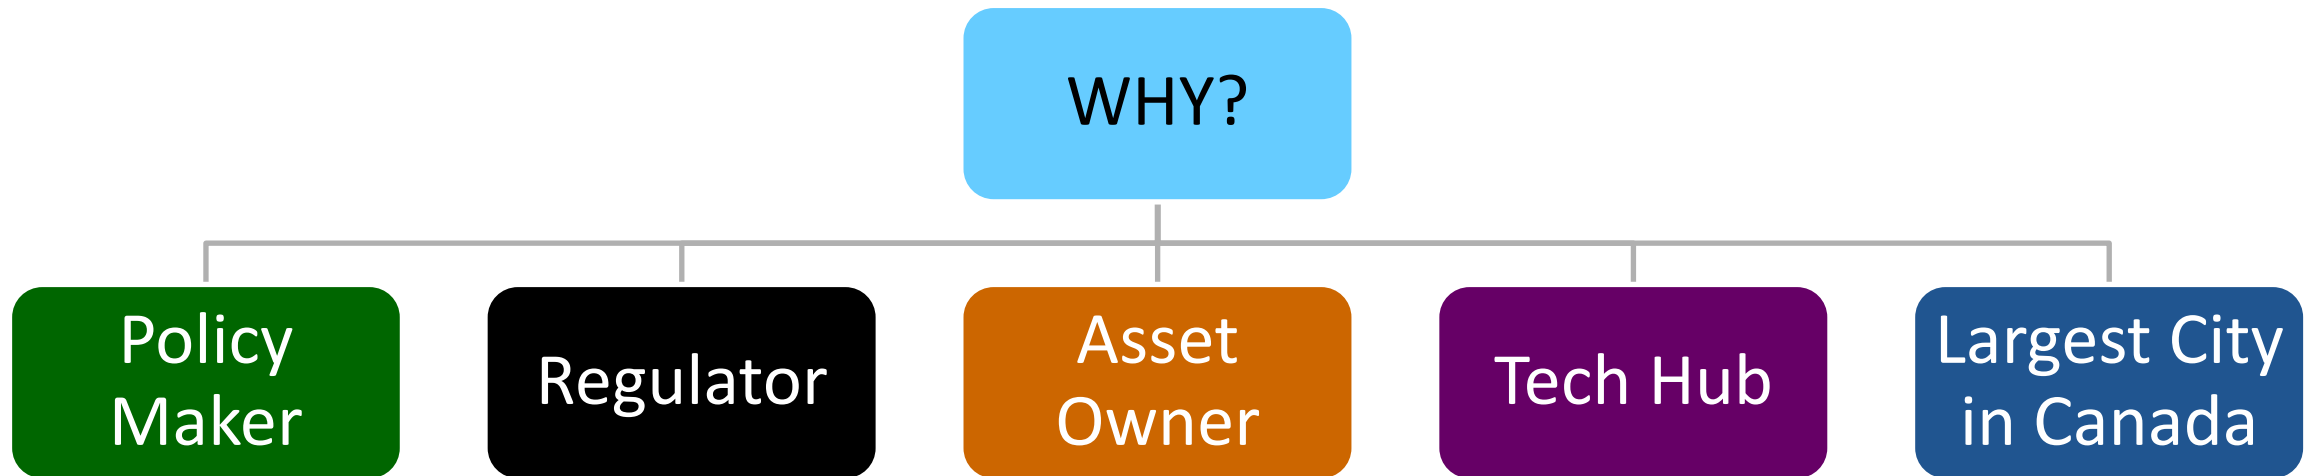 WHY?
Policy
Maker
Regulator
Asset
Owner
Tech Hub
Largest City
in Canada